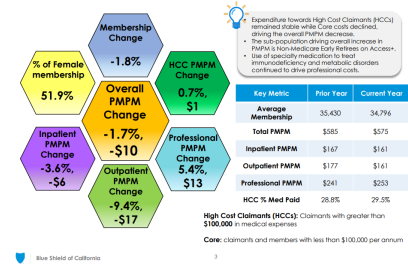 Membership
Change
-1.8%
% of Female
membership
51.9%
HCC PMPM
Change
0.7%,
$1
Overall
PMPM
Change
-1.7%,
-$10
Inpatient
PMPM
Change
-3.6%,
-$6
Professional
PMPM
Change
5.4%,
$13
Outpatient
PMPM
Change
-9.4%,
-$17
• Expenditure towards High Cost Claimants (HCCs)
remained stable while Core costs declined,
driving the overall PMPM decrease.
• The sub-population driving overall increase in
PMPM is Non-Medicare Early Retirees on Access+.
• Use of specialty medication to treat
immunodeficiency and metabolic disorders
continued to drive professional costs.
Key Metric Prior Year Current Year
Average
Membership 35,430 34,796
Total PMPM $585 $575
Inpatient PMPM $167 $161
Outpatient PMPM $177 $161
Professional PMPM $241 $253
HCC % Med Paid 28.8% 29.5%
High Cost Claimants (HCCs): Claimants with greater than
$100,000 in medical expenses
Core: claimants and members with less than $100,000 per annum
Blue Shield of California
3